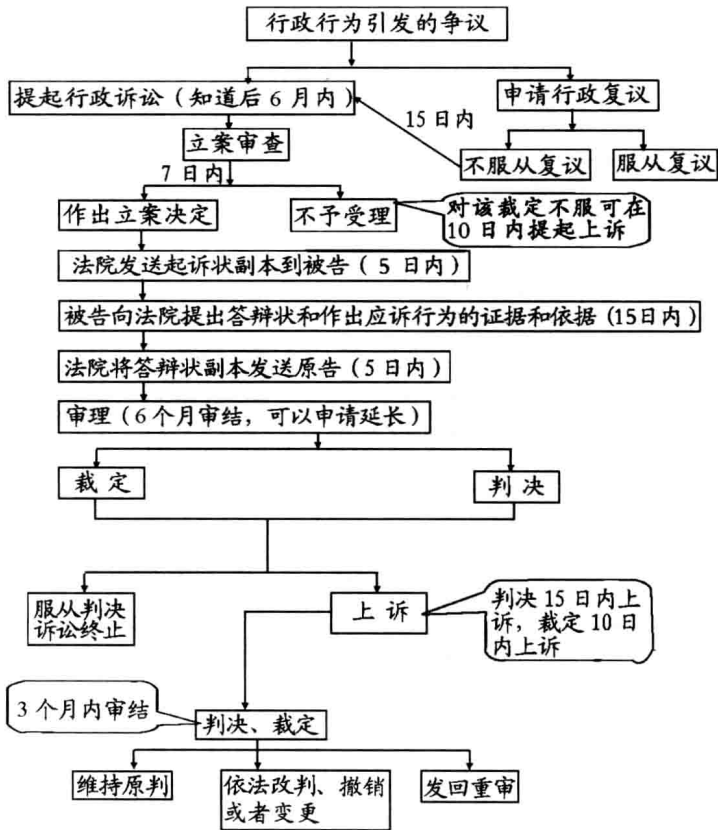 行政行为引发的争议
提起行政诉讼（知道后6月内）
申请行政复议
15日内
立案审查
不服从复议
服从复议
7日内
作出立案决定
不予受理
对该裁定不服可在
10日内提起上诉
法院发送起诉状副本到被告（5日内）
被告向法院提出答辩状和作出应诉行为的证据和依据（15日内）
法院将答辩状副本发送原告（5日内）
审理（6个月审结，可以申请延长）
裁定
判决
服从判决
诉讼终止
上诉
判决15日内上
诉，裁定10日
内上诉
3个月内审结
判决、裁定
维持原判
依法改判、撤销
或者变更
发回重审